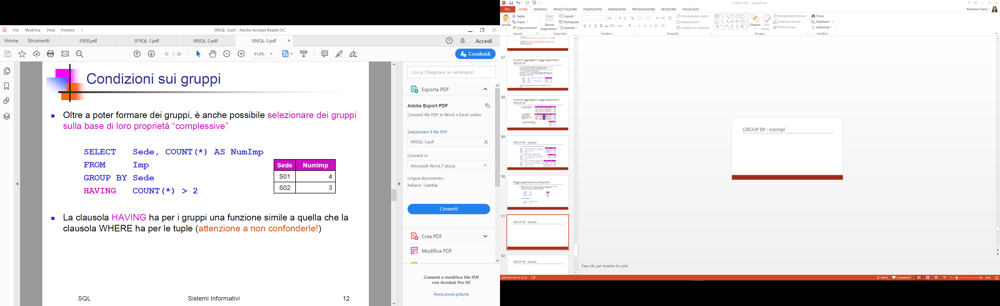 File Modifica Vista Finestra ?
09SQL-3.pdf - Adobe Acrobat Reader DC
Home Strumenti 03ER.pdf 07SQL-1.pdf 08SQL-2.pdf 09SQL-3.pdf Accedi
12 / 20 91,8% Condividi
Condizioni sui gruppi
Oltre a poter formare dei gruppi, è anche possibile selezionare dei gruppi
sulla base di loro proprietà “complessive”
SELECT Sede, COUNT(*) AS NumImp
FROM Imp
GROUP BY Sede
HAVING COUNT(*) > 2
Sede NumImp
S01 4
S02 3
La clausola HAVING ha per i gruppi una funzione simile a quella che la
clausola WHERE ha per le tuple (attenzione a non confonderle!)
SQL Sistemi Informativi 12
Cerca 'Disegnare un rettangolo'
Esporta PDF
Adobe Export PDF
Converti file PDF in Word o Excel online
Selezionare il file PDF
09SQL-3.pdf
Converti in
Microsoft Word (*.docx)
Lingua documento:
Italiano Cambia
Converti
Crea PDF
Modifica PDF
Converti e modifica file PDF
con Acrobat Pro DC
Avvia prova gratuita
CORSO SQL - PowerPoint
FILE HOME INSERISCI PROGETTAZIONE TRANSIZIONI ANIMAZIONI PRESENTAZIONE REVISIONE VISUALIZZA
Bonanno Daria
Incolla
Taglia
Copia
Copia formato
Appunti
Nuova
diapositiva
Layout
Reimposta
Sezione
Diapositive
48
G C S S abc AV Aa A
Carattere
Orientamento testo
Allinea testo
Converti in SmartArt
Paragrafo
Disponi
Stili
veloci
Riempimento forma
Contorno forma
Effetti forma
Disegno
Trova
Sostituisci
Seleziona
Modifica
87
Funzioni aggregate e raggruppamento:
GROUP BY
88
Funzioni aggregate e raggruppamento:
GROUP BY
89
GROUP BY : esempi
90
Raggruppamento e proiezione
91
GROUP BY : esempi
92
GROUP BY : esempi
GROUP BY : esempi
Fare clic per inserire le note
DIAPOSITIVA 91 DI 97
NOTE COMMENTI 33%